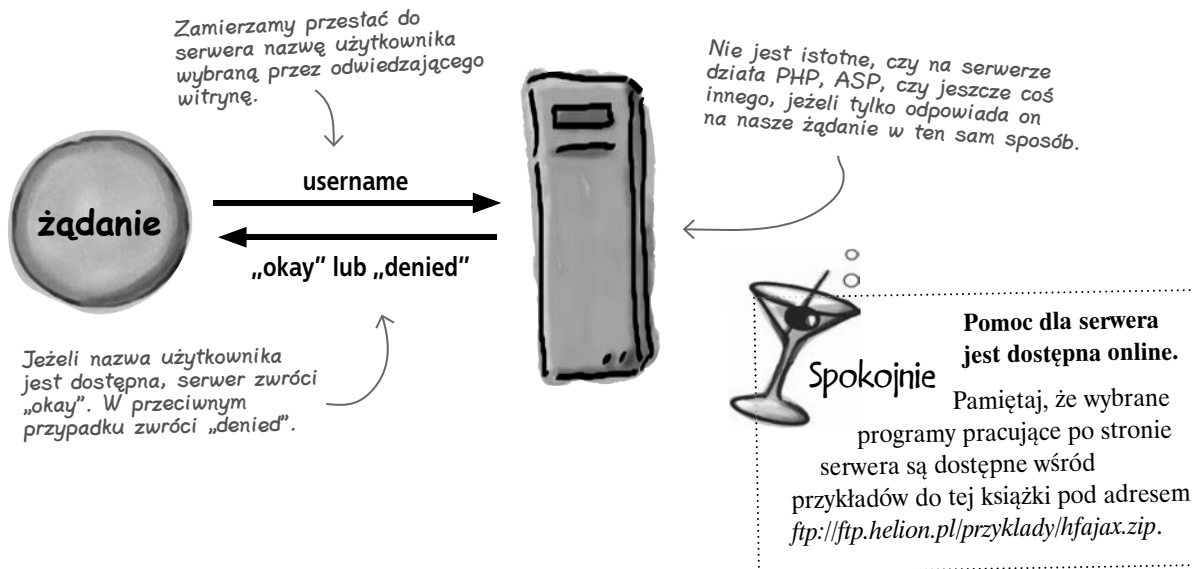 Zamierzamy przesłać do
serwera nazwę użytkownika
wybraną przez odwiedzającego
witrynę.
Nie jest istotne, czy na serwerze
działa PHP, ASP, czy jeszcze coś
innego, jeżeli tylko odpowiada on
na nasze żądanie w ten sam sposób.
żądanie
username
„okay” lub „denied”
Jeżeli nazwa użytkownika
jest dostępna, serwer zwróci
„okay”. W przeciwnym
przypadku zwróci „denied”.
Spokojnie
Pomoc dla serwera
jest dostępna online.
Pamiętaj, że wybrane
programy pracujące po stronie
serwera są dostępne wśród
przykładów do tej książki pod adresem
ftp://ftp.helion.pl/przyklady/hfajax.zip.